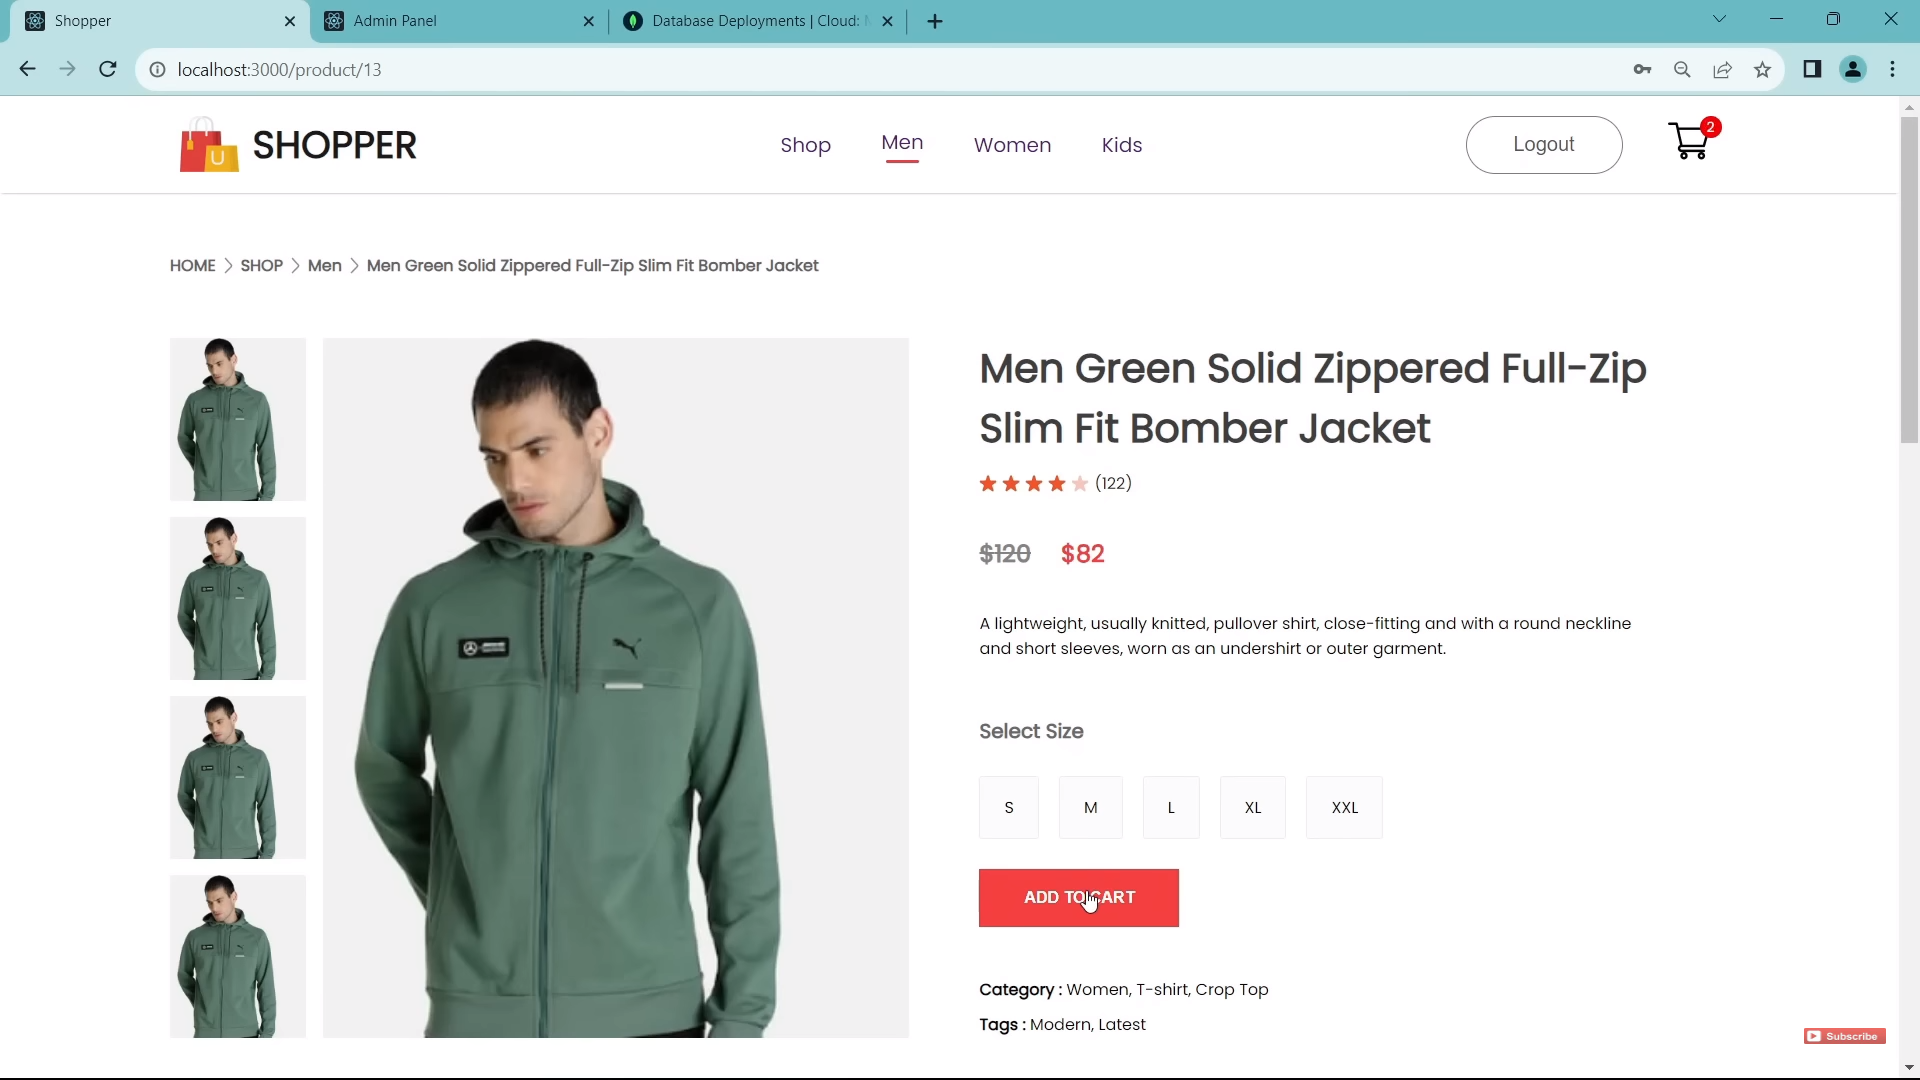 Shopper
Admin Panel
Database Deployments | Cloud:
localhost:3000/product/13
U
SHOPPER
Shop
Men
Women
Kids
Logout
2
HOME > SHOP > Men > Men Green Solid Zippered Full-Zip Slim Fit Bomber Jacket
Men Green Solid Zippered Full-Zip
Slim Fit Bomber Jacket
(122)
$120 $82
A lightweight, usually knitted, pullover shirt, close-fitting and with a round neckline
and short sleeves, worn as an undershirt or outer garment.
Select Size
S M L XL XXL
ADD TO CART
Category : Women, T-shirt, Crop Top
Tags : Modern, Latest
Subscribe